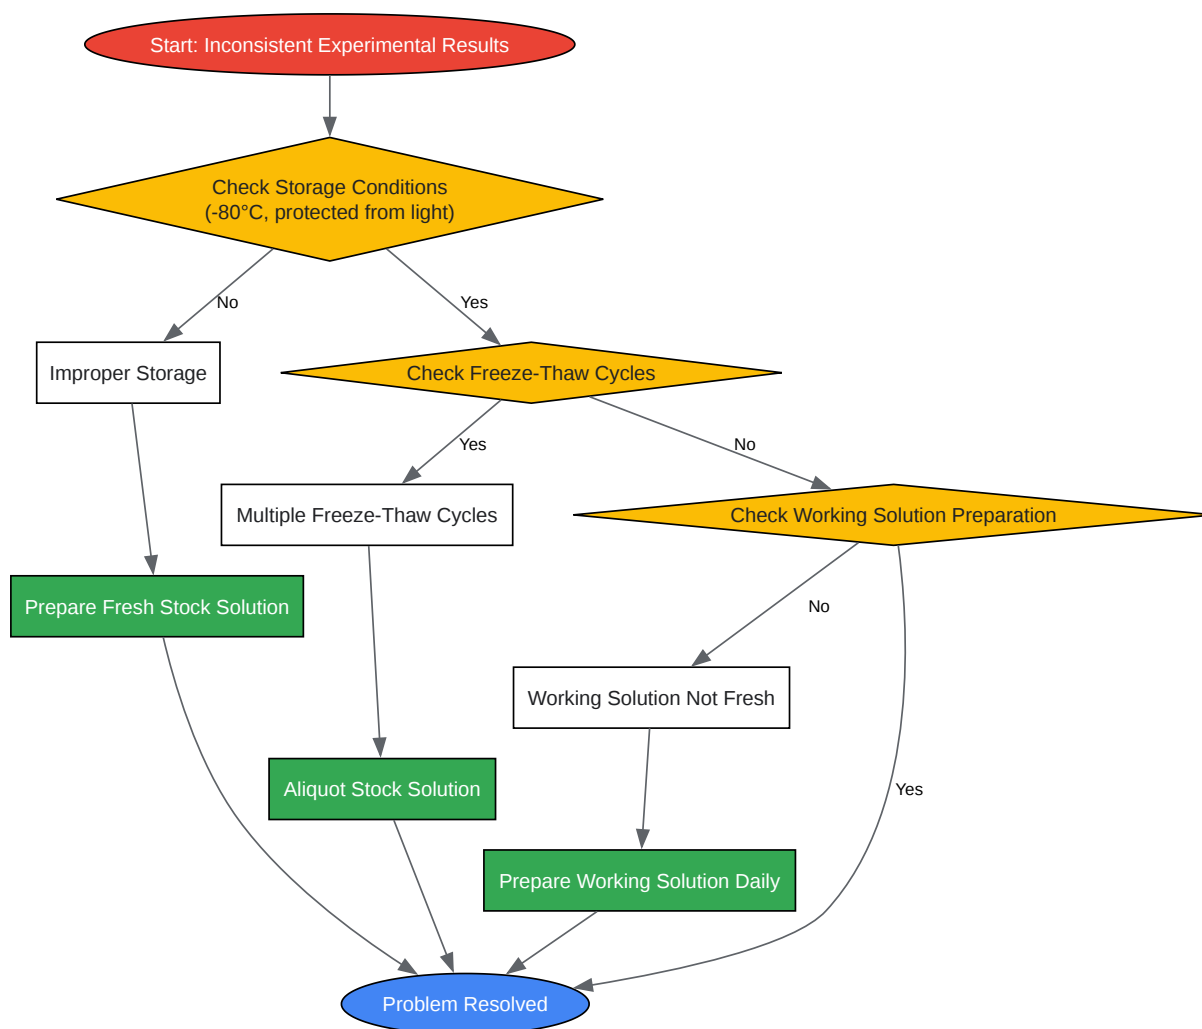 Start: Inconsistent Experimental Results
Check Storage Conditions
(-80°C, protected from light)
No
Yes
Improper Storage
Check Freeze-Thaw Cycles
Yes
No
Multiple Freeze-Thaw Cycles
Check Working Solution Preparation
Prepare Fresh Stock Solution
No
Working Solution Not Fresh
Aliquot Stock Solution
Yes
Prepare Working Solution Daily
Problem Resolved